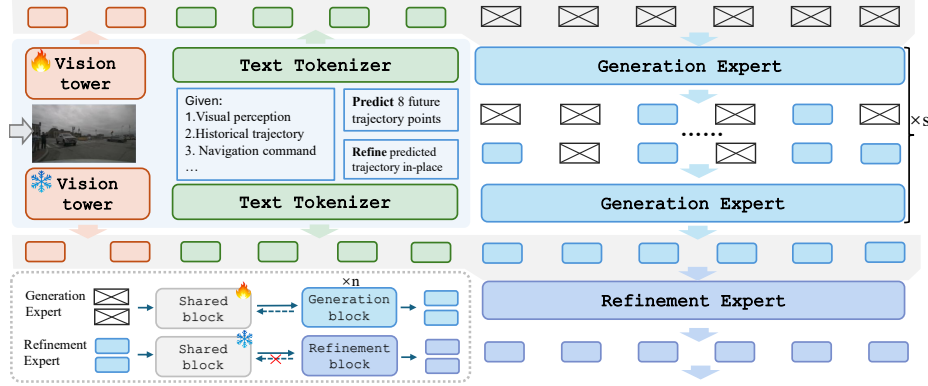 Vision
tower
Text Tokenizer
Given:
1.Visual perception
2.Historical trajectory
3. Navigation command
…
Predict 8 future
trajectory points
Refine predicted
trajectory in-place
Vision
tower
Text Tokenizer
Generation Expert
......
×s
Generation Expert
Refinement Expert
Generation
Expert
Shared
block
×n
Generation
block
Refinement
Expert
Shared
block
Refinement
block